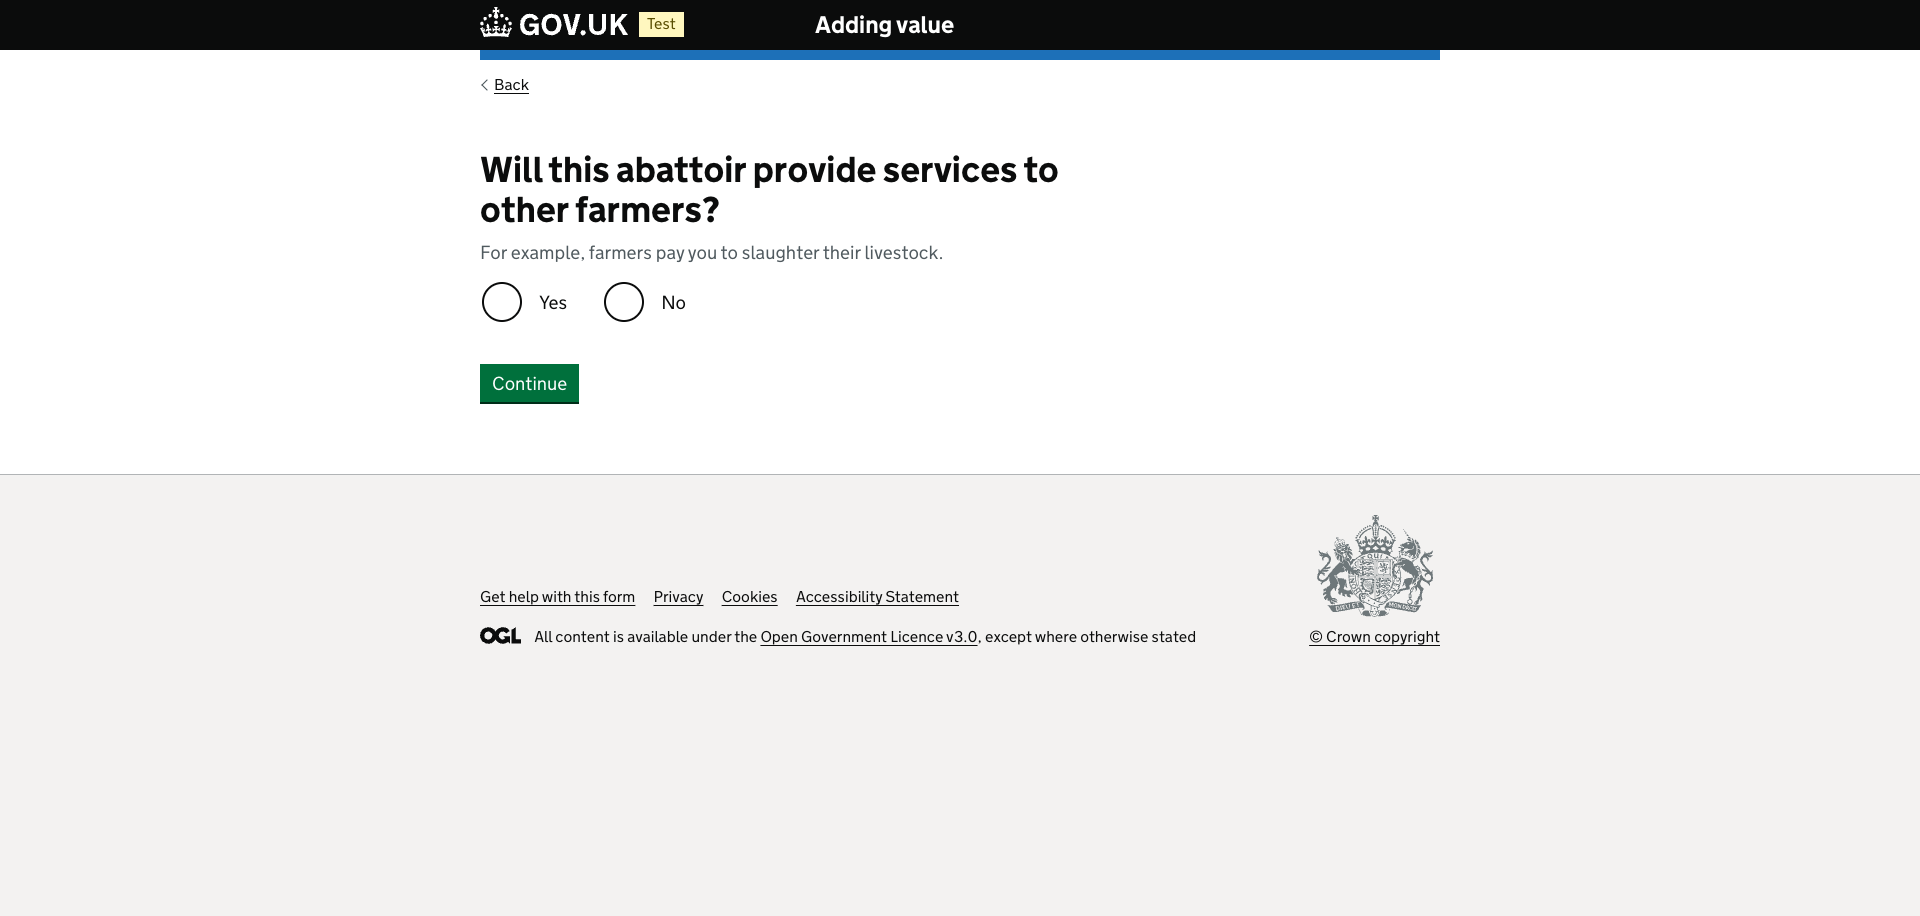 GOV.UK Test Adding value
Back
Will this abattoir provide services to
other farmers?
For example, farmers pay you to slaughter their livestock.
Yes No
Continue
Get help with this form Privacy Cookies Accessibility Statement
OGL All content is available under the Open Government Licence v3.0, except where otherwise stated
© Crown copyright